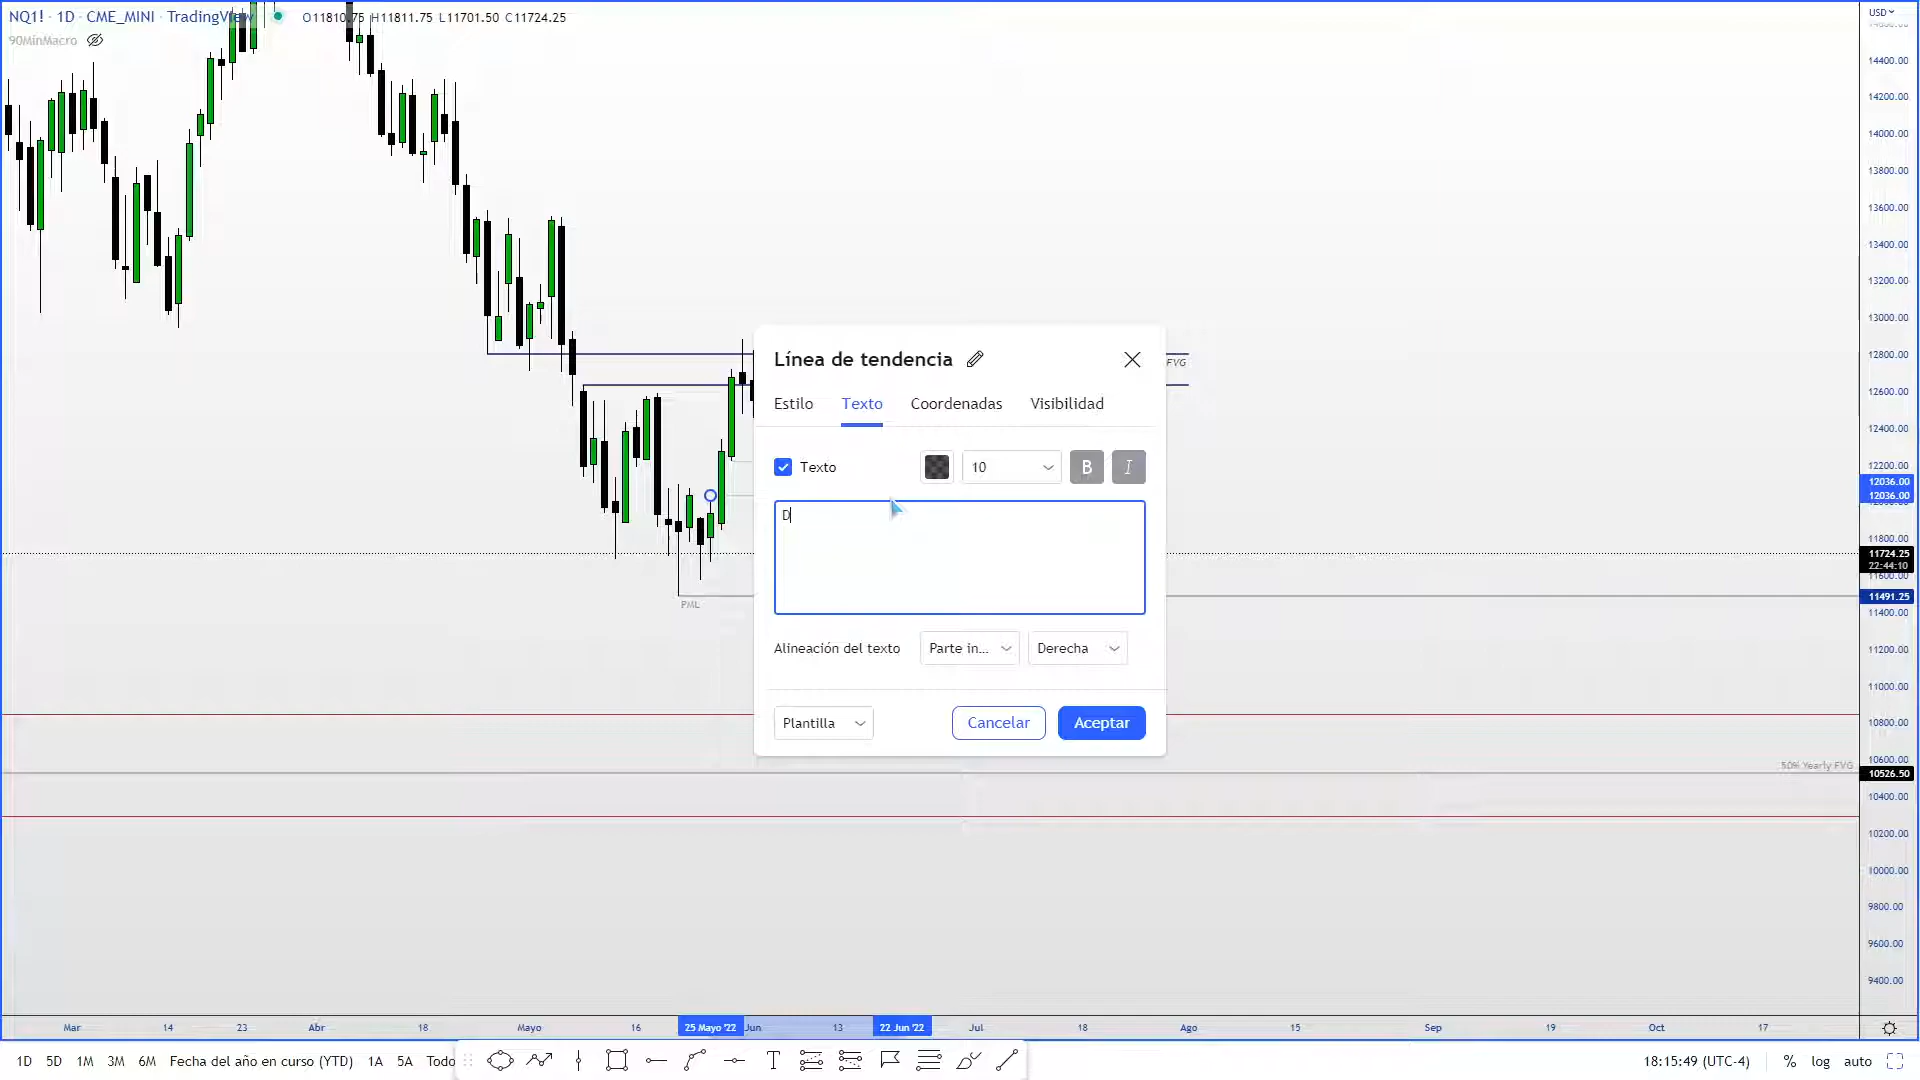 NQ1! · 1D · CME_MINI · TradingView O11810.75 H11811.75 L11701.50 C11724.25
90MinMacro
USD
14400.00
14200.00
14000.00
13800.00
13600.00
13400.00
13200.00
13000.00
12800.00
12600.00
12400.00
12200.00
12036.00
12036.00
11800.00
11724.25
22:44:10
11600.00
11491.25
11400.00
11200.00
11000.00
10800.00
10600.00
10526.50
10400.00
10200.00
10000.00
9800.00
9600.00
9400.00
FVG
PML
50% Yearly FVG
Línea de tendencia
Estilo Texto Coordenadas Visibilidad
Texto 10 B I
D
Alineación del texto Parte in... Derecha
Plantilla Cancelar Aceptar
Mar 14 23 Abr 18 Mayo 16 25 Mayo '22 Jun 13 22 Jun '22 Jul 18 Ago 15 Sep 19 Oct 17
1D 5D 1M 3M 6M Fecha del año en curso (YTD) 1A 5A Todo T 18:15:49 (UTC-4) % log auto